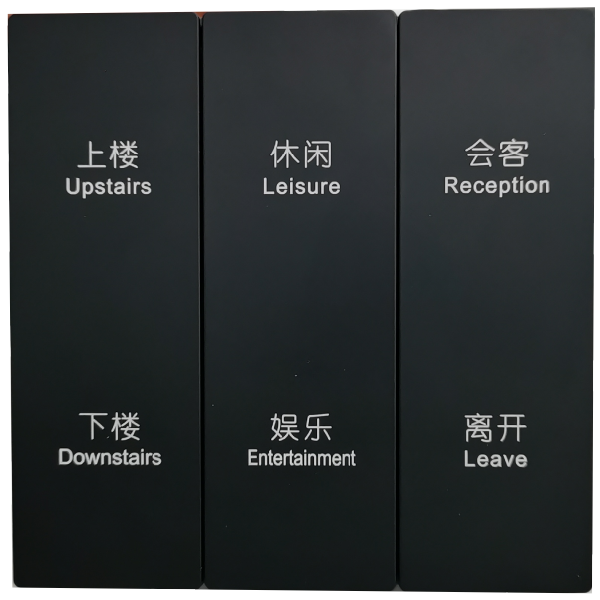 上楼
Upstairs
休闲
Leisure
会客
Reception
下楼
Downstairs
娱乐
Entertainment
离开
Leave